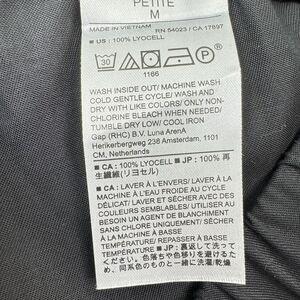 PETITE
M
MADE IN VIETNAM RN 54023 / CA 17897
■ US : 100% LYOCELL
30
P
1166
WASH INSIDE OUT/ MACHINE WASH
COLD GENTLE CYCLE/ WASH AND
DRY WITH LIKE COLORS/ ONLY NON-
CHLORINE BLEACH WHEN NEEDED/
TUMBLE DRY LOW/ COOL IRON
Gap (RHC) B.V. Luna ArenA
Herikerbergweg 238 Amsterdam, 1101
CM, Netherlands
■ CA : 100% LYOCELL ■ JP : 100% 再
生繊維(リヨセル)
■ CA : LAVER À L'ENVERS/ LAVER À LA
MACHINE À L'EAU FROIDE AU CYCLE
DÉLICAT/ LAVER ET SÉCHER AVEC DES
COULEURS SEMBLABLES/ UTILISER AU
BESOIN UN AGENT DE BLANCHIMENT
SANS CHLORE UNIQUEMENT/ SÉCHER
À LA MACHINE À BASSE
TEMPÉRATURE/ REPASSER À BASSE
TEMPÉRATURE ■ JP : 裏返して洗って
ください。色落ちや色移りを避けるた
め、同系色のものと一緒に洗濯/乾燥